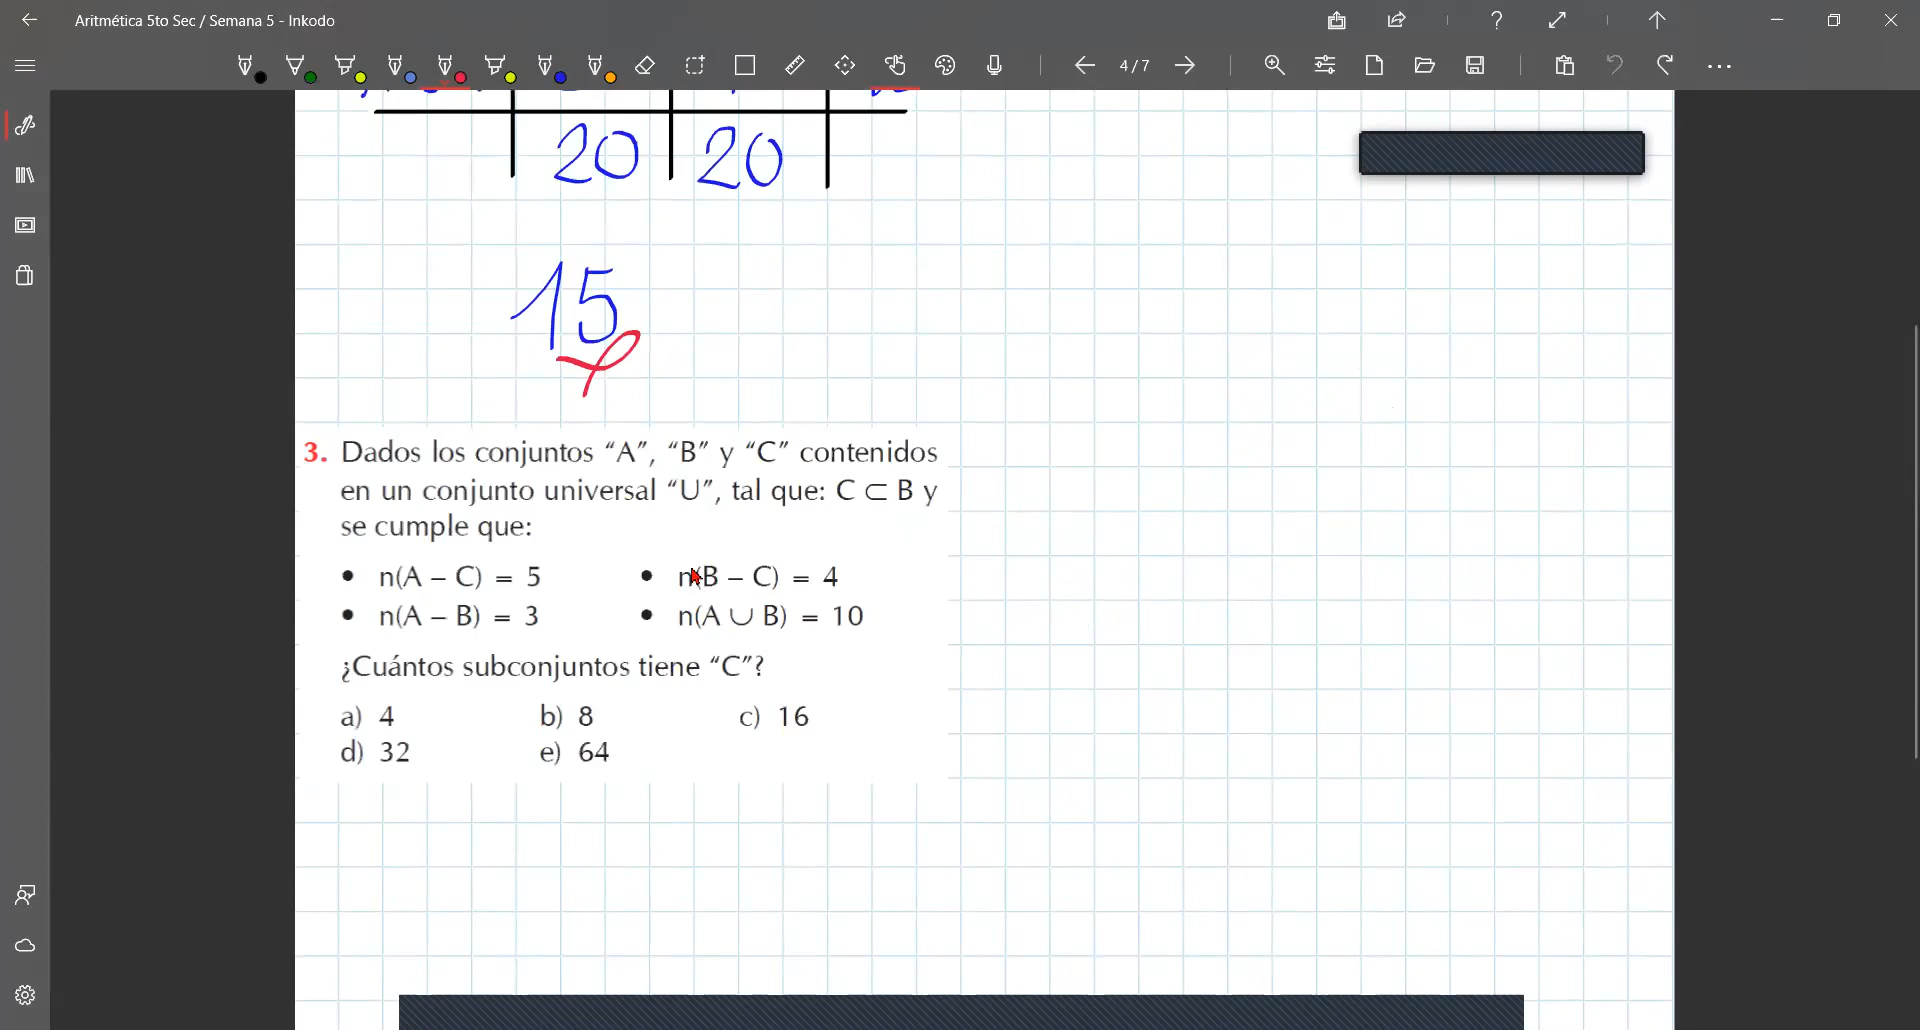 Aritmética 5to Sec / Semana 5 - Inkodo
4 / 7
20 20
15
3. Dados los conjuntos “A”, “B” y “C” contenidos
en un conjunto universal “U”, tal que: C ⊂ B y
se cumple que:
• n(A – C) = 5 • n(B – C) = 4
• n(A – B) = 3 • n(A ∪ B) = 10
¿Cuántos subconjuntos tiene “C”?
a) 4 b) 8 c) 16
d) 32 e) 64